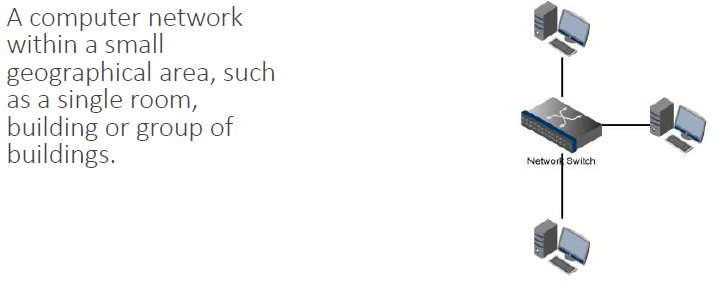 A computer network
within a small
geographical area, such
as a single room,
building or group of
buildings.
Network Switch